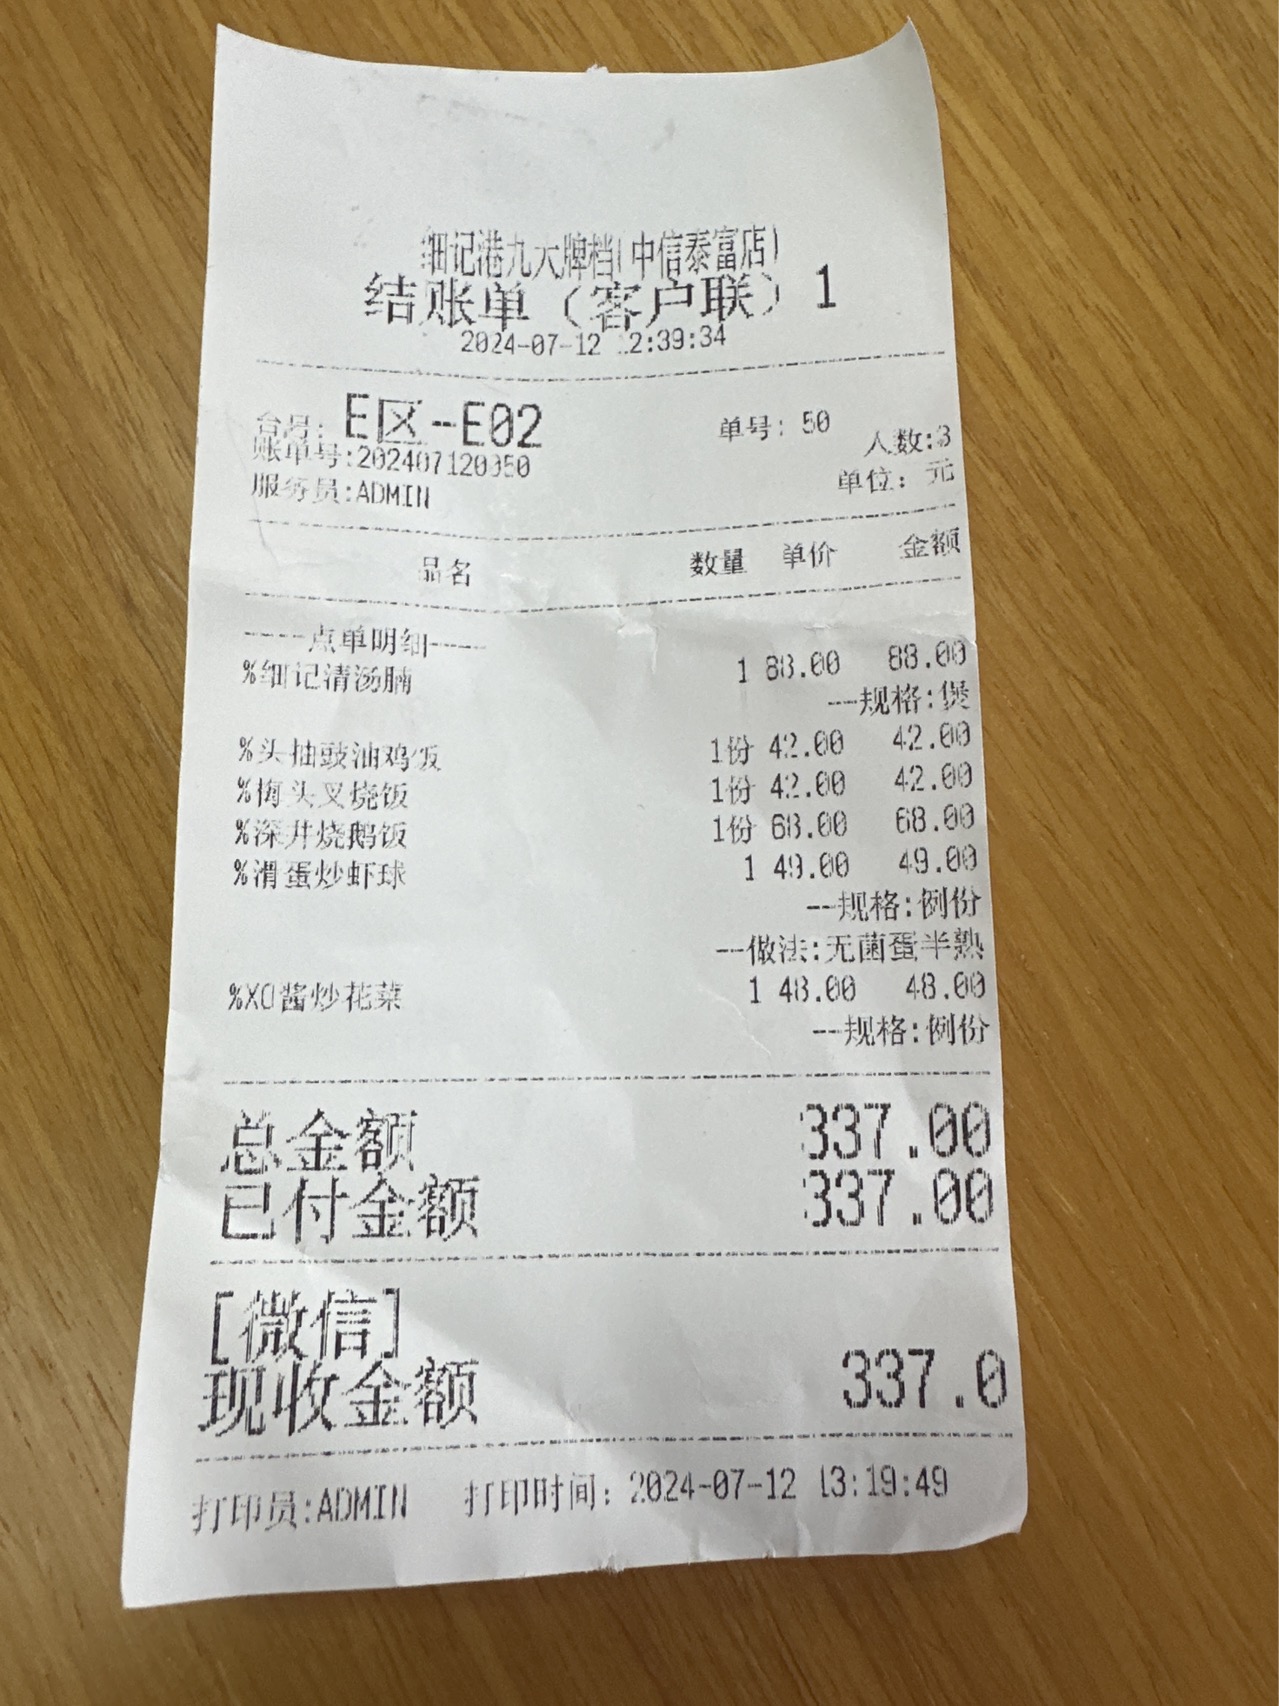 细记港九大牌档(中信泰富店)
结账单（客户联）1
2024-07-12 12:39:34
台号: E区-E02 单号: 50 人数:3
账单号:202407120050
服务员:ADMIN 单位: 元
品名 数量 单价 金额
----点单明细----
%细记清汤腩 1 88.00 88.00
--规格:煲
%头抽豉油鸡饭 1份 42.00 42.00
%梅头叉烧饭 1份 42.00 42.00
%深井烧鹅饭 1份 68.00 68.00
%滑蛋炒虾球 1 49.00 49.00
--规格:例份
--做法:无菌蛋半熟
%XO酱炒花菜 1 48.00 48.00
--规格:例份
总金额 337.00
已付金额 337.00
[微信]
现收金额 337.0
打印员:ADMIN 打印时间: 2024-07-12 13:19:49